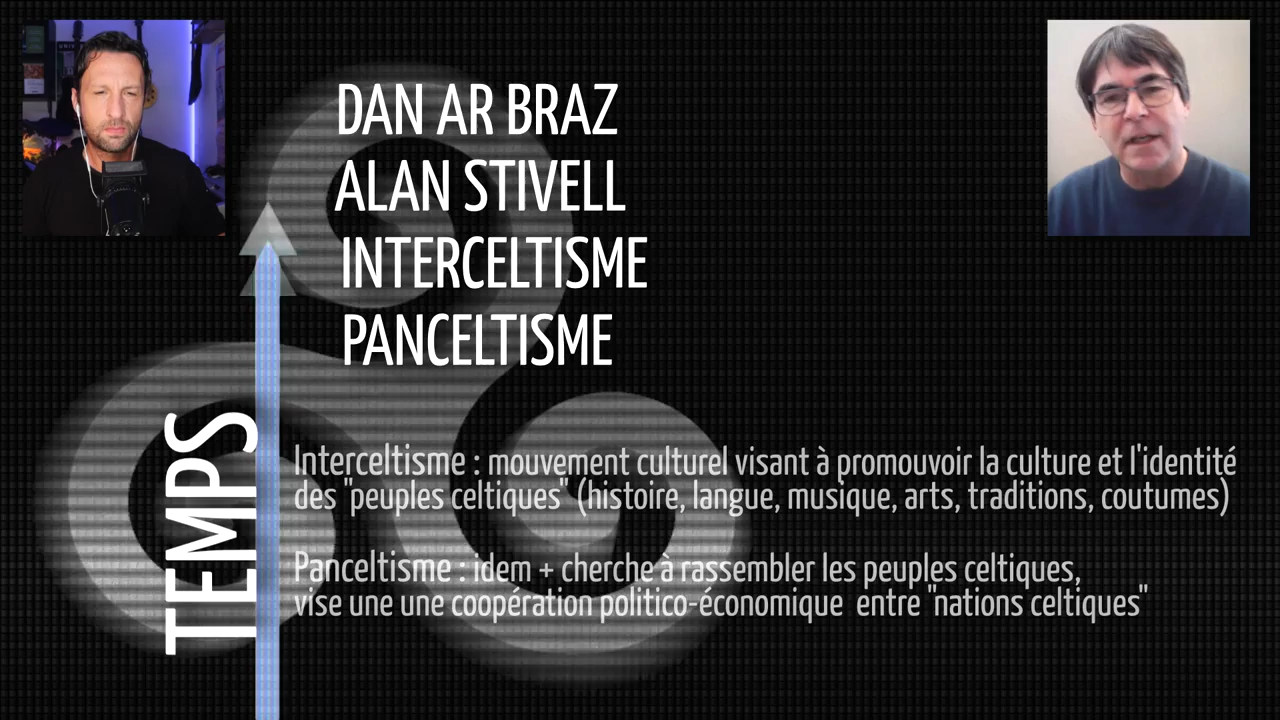 DAN AR BRAZ
ALAN STIVELL
INTERCELTISME
PANCELTISME
TEMPS
Interceltisme : mouvement culturel visant à promouvoir la culture et l'identité
des "peuples celtiques" (histoire, langue, musique, arts, traditions, coutumes)
Panceltisme : idem + cherche à rassembler les peuples celtiques,
vise une une coopération politico-économique entre "nations celtiques"